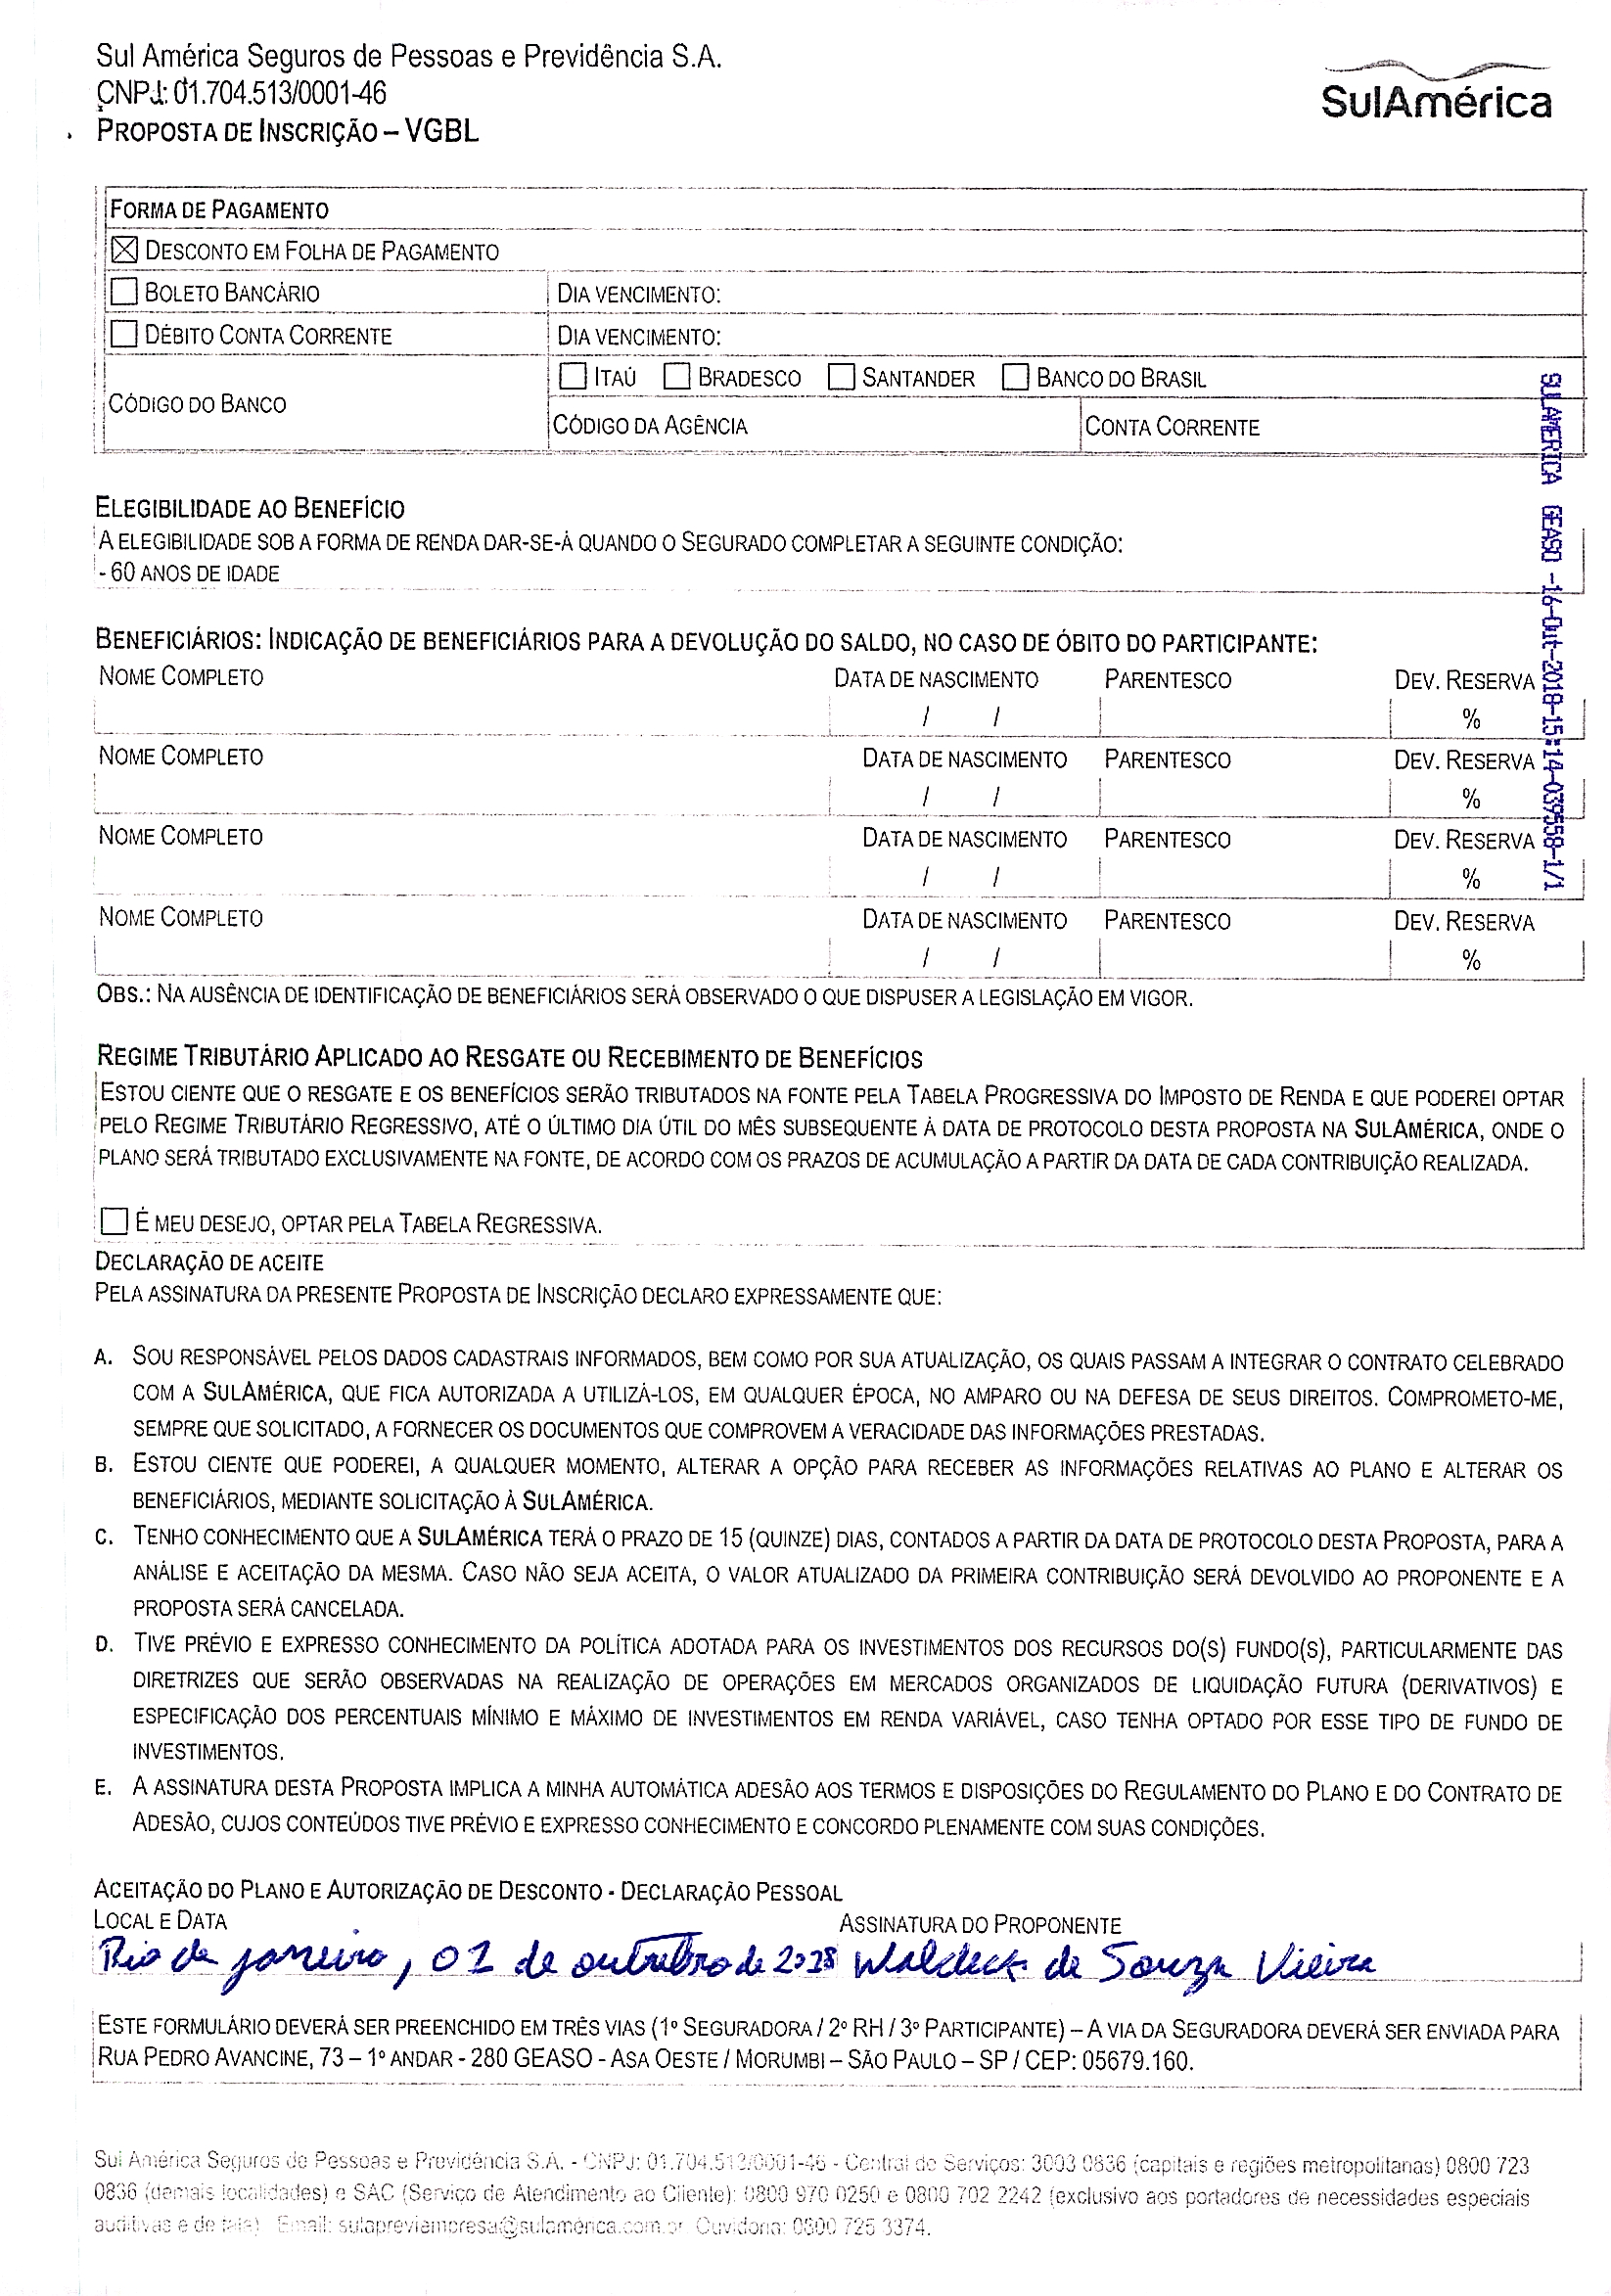 Sul América Seguros de Pessoas e Previdência S.A.
CNPJ: 01.704.513/0001-46
PROPOSTA DE INSCRIÇÃO – VGBL
SulAmérica
FORMA DE PAGAMENTO
☒ DESCONTO EM FOLHA DE PAGAMENTO
☐ BOLETO BANCÁRIO DIA VENCIMENTO:
☐ DÉBITO CONTA CORRENTE DIA VENCIMENTO:
☐ ITAÚ ☐ BRADESCO ☐ SANTANDER ☐ BANCO DO BRASIL
CÓDIGO DO BANCO
CÓDIGO DA AGÊNCIA CONTA CORRENTE
SULAMERICA GEASO -16-Out-2018-15:14-039558-1/1
ELEGIBILIDADE AO BENEFÍCIO
A ELEGIBILIDADE SOB A FORMA DE RENDA DAR-SE-Á QUANDO O SEGURADO COMPLETAR A SEGUINTE CONDIÇÃO:
- 60 ANOS DE IDADE
BENEFICIÁRIOS: INDICAÇÃO DE BENEFICIÁRIOS PARA A DEVOLUÇÃO DO SALDO, NO CASO DE ÓBITO DO PARTICIPANTE:
NOME COMPLETO DATA DE NASCIMENTO PARENTESCO DEV. RESERVA
/ / %
NOME COMPLETO DATA DE NASCIMENTO PARENTESCO DEV. RESERVA
/ / %
NOME COMPLETO DATA DE NASCIMENTO PARENTESCO DEV. RESERVA
/ / %
NOME COMPLETO DATA DE NASCIMENTO PARENTESCO DEV. RESERVA
/ / %
OBS.: NA AUSÊNCIA DE IDENTIFICAÇÃO DE BENEFICIÁRIOS SERÁ OBSERVADO O QUE DISPUSER A LEGISLAÇÃO EM VIGOR.
REGIME TRIBUTÁRIO APLICADO AO RESGATE OU RECEBIMENTO DE BENEFÍCIOS
ESTOU CIENTE QUE O RESGATE E OS BENEFÍCIOS SERÃO TRIBUTADOS NA FONTE PELA TABELA PROGRESSIVA DO IMPOSTO DE RENDA E QUE PODEREI OPTAR
PELO REGIME TRIBUTÁRIO REGRESSIVO, ATÉ O ÚLTIMO DIA ÚTIL DO MÊS SUBSEQUENTE À DATA DE PROTOCOLO DESTA PROPOSTA NA SULAMÉRICA, ONDE O
PLANO SERÁ TRIBUTADO EXCLUSIVAMENTE NA FONTE, DE ACORDO COM OS PRAZOS DE ACUMULAÇÃO A PARTIR DA DATA DE CADA CONTRIBUIÇÃO REALIZADA.
☐ É MEU DESEJO, OPTAR PELA TABELA REGRESSIVA.
DECLARAÇÃO DE ACEITE
PELA ASSINATURA DA PRESENTE PROPOSTA DE INSCRIÇÃO DECLARO EXPRESSAMENTE QUE:
A. SOU RESPONSÁVEL PELOS DADOS CADASTRAIS INFORMADOS, BEM COMO POR SUA ATUALIZAÇÃO, OS QUAIS PASSAM A INTEGRAR O CONTRATO CELEBRADO
COM A SULAMÉRICA, QUE FICA AUTORIZADA A UTILIZÁ-LOS, EM QUALQUER ÉPOCA, NO AMPARO OU NA DEFESA DE SEUS DIREITOS. COMPROMETO-ME,
SEMPRE QUE SOLICITADO, A FORNECER OS DOCUMENTOS QUE COMPROVEM A VERACIDADE DAS INFORMAÇÕES PRESTADAS.
B. ESTOU CIENTE QUE PODEREI, A QUALQUER MOMENTO, ALTERAR A OPÇÃO PARA RECEBER AS INFORMAÇÕES RELATIVAS AO PLANO E ALTERAR OS
BENEFICIÁRIOS, MEDIANTE SOLICITAÇÃO À SULAMÉRICA.
C. TENHO CONHECIMENTO QUE A SULAMÉRICA TERÁ O PRAZO DE 15 (QUINZE) DIAS, CONTADOS A PARTIR DA DATA DE PROTOCOLO DESTA PROPOSTA, PARA A
ANÁLISE E ACEITAÇÃO DA MESMA. CASO NÃO SEJA ACEITA, O VALOR ATUALIZADO DA PRIMEIRA CONTRIBUIÇÃO SERÁ DEVOLVIDO AO PROPONENTE E A
PROPOSTA SERÁ CANCELADA.
D. TIVE PRÉVIO E EXPRESSO CONHECIMENTO DA POLÍTICA ADOTADA PARA OS INVESTIMENTOS DOS RECURSOS DO(S) FUNDO(S), PARTICULARMENTE DAS
DIRETRIZES QUE SERÃO OBSERVADAS NA REALIZAÇÃO DE OPERAÇÕES EM MERCADOS ORGANIZADOS DE LIQUIDAÇÃO FUTURA (DERIVATIVOS) E
ESPECIFICAÇÃO DOS PERCENTUAIS MÍNIMO E MÁXIMO DE INVESTIMENTOS EM RENDA VARIÁVEL, CASO TENHA OPTADO POR ESSE TIPO DE FUNDO DE
INVESTIMENTOS.
E. A ASSINATURA DESTA PROPOSTA IMPLICA A MINHA AUTOMÁTICA ADESÃO AOS TERMOS E DISPOSIÇÕES DO REGULAMENTO DO PLANO E DO CONTRATO DE
ADESÃO, CUJOS CONTEÚDOS TIVE PRÉVIO E EXPRESSO CONHECIMENTO E CONCORDO PLENAMENTE COM SUAS CONDIÇÕES.
ACEITAÇÃO DO PLANO E AUTORIZAÇÃO DE DESCONTO - DECLARAÇÃO PESSOAL
LOCAL E DATA ASSINATURA DO PROPONENTE
Rio de janeiro, 01 de outubro de 2018 Waldeck de Souza Vieira
ESTE FORMULÁRIO DEVERÁ SER PREENCHIDO EM TRÊS VIAS (1º SEGURADORA / 2º RH / 3º PARTICIPANTE) – A VIA DA SEGURADORA DEVERÁ SER ENVIADA PARA
RUA PEDRO AVANCINE, 73 – 1º ANDAR - 280 GEASO - ASA OESTE / MORUMBI – SÃO PAULO – SP / CEP: 05679.160.
Sul América Seguros de Pessoas e Previdência S.A. - CNPJ: 01.704.513/0001-46 - Central de Serviços: 3003 0836 (capitais e regiões metropolitanas) 0800 723
0836 (demais localidades) e SAC (Serviço de Atendimento ao Cliente): 0800 970 0250 e 0800 702 2242 (exclusivo aos portadores de necessidades especiais
auditivas e de fala) Email: sulapreviempresa@sulamerica.com.br Ouvidoria: 0800 725 3374.